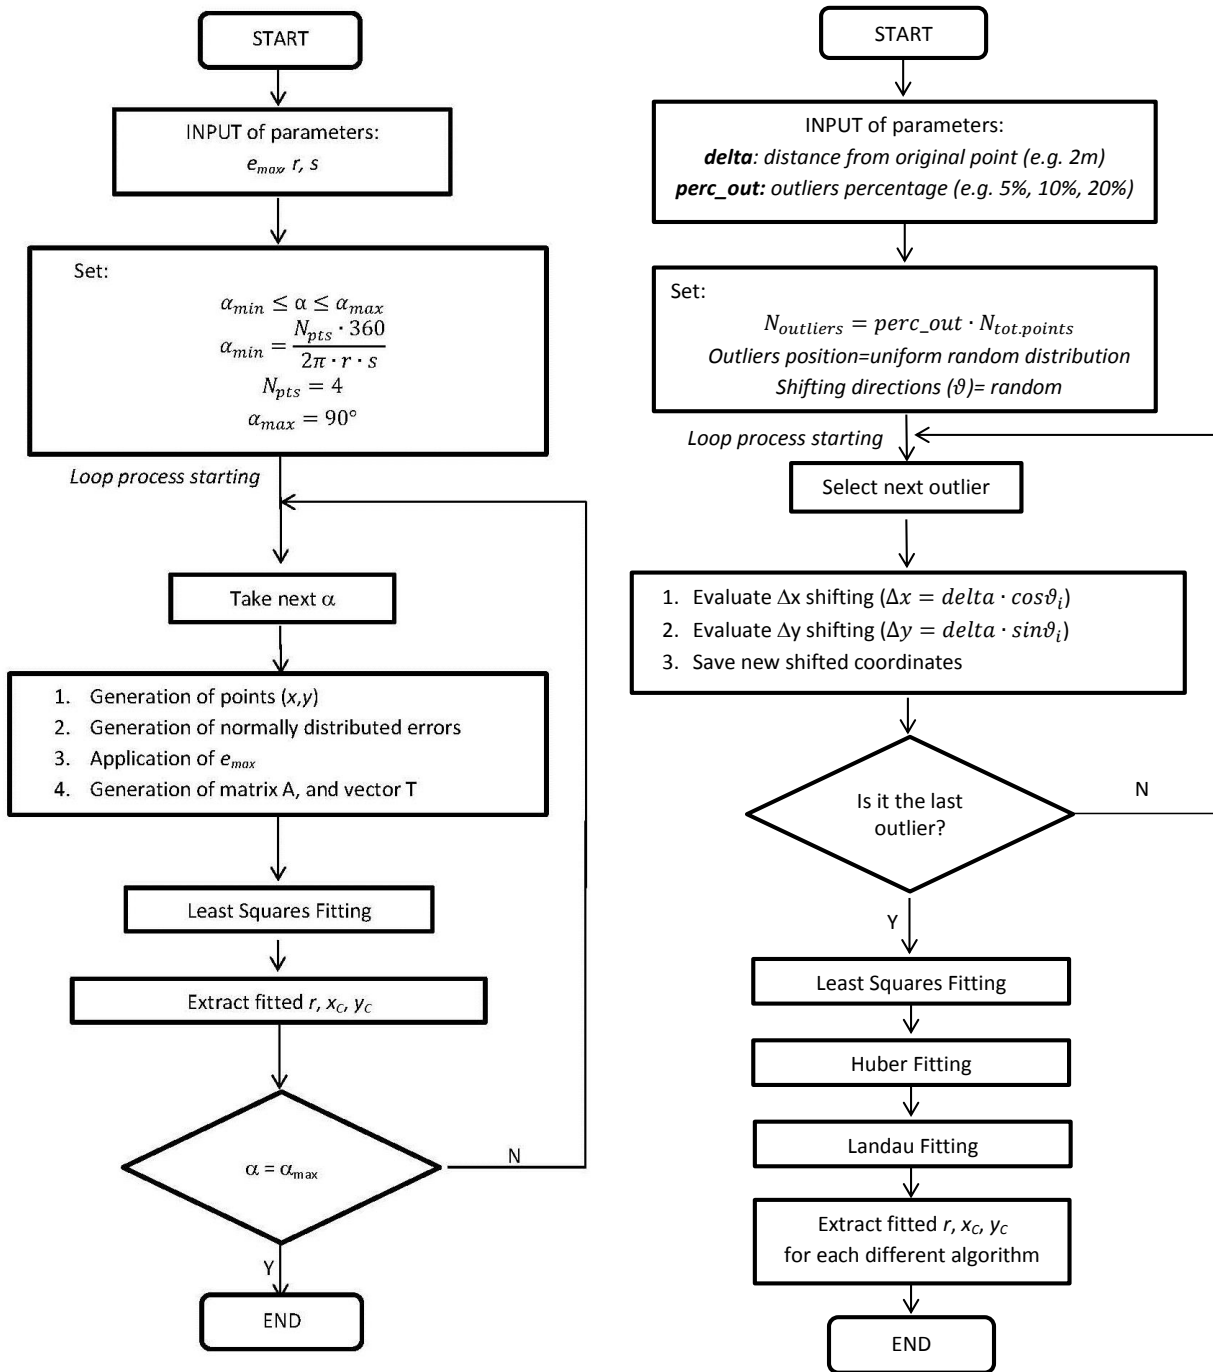 START
INPUT of parameters:
e_max, r, s
Set:
α_min ≤ α ≤ α_max
α_min = N_pts · 360 / 2π · r · s
N_pts = 4
α_max = 90°
Loop process starting
Take next α
1. Generation of points (x,y)
2. Generation of normally distributed errors
3. Application of e_max
4. Generation of matrix A, and vector T
Least Squares Fitting
Extract fitted r, x_C, y_C
α = α_max
N
Y
END
START
INPUT of parameters:
delta: distance from original point (e.g. 2m)
perc_out: outliers percentage (e.g. 5%, 10%, 20%)
Set:
N_outliers = perc_out · N_tot.points
Outliers position=uniform random distribution
Shifting directions (ϑ)= random
Loop process starting
Select next outlier
1. Evaluate Δx shifting (Δx = delta · cosϑ_i)
2. Evaluate Δy shifting (Δy = delta · sinϑ_i)
3. Save new shifted coordinates
Is it the last
outlier?
N
Y
Least Squares Fitting
Huber Fitting
Landau Fitting
Extract fitted r, x_C, y_C
for each different algorithm
END